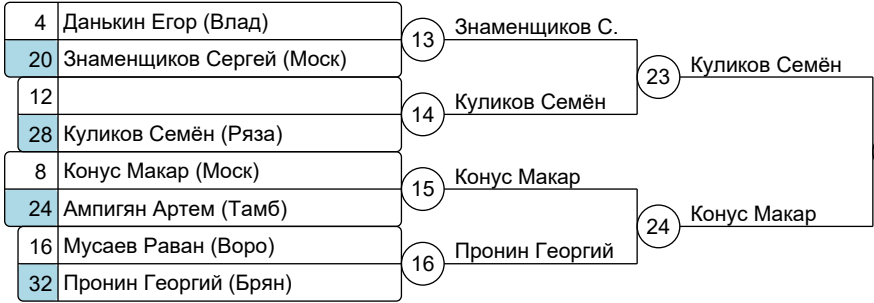 4 Данькин Егор (Влад)
20 Знаменщиков Сергей (Моск)
13 Знаменщиков С.
12
28 Куликов Семён (Ряза)
14 Куликов Семён
23 Куликов Семён
8 Конус Макар (Моск)
24 Ампигян Артем (Тамб)
15 Конус Макар
16 Мусаев Раван (Воро)
32 Пронин Георгий (Брян)
16 Пронин Георгий
24 Конус Макар